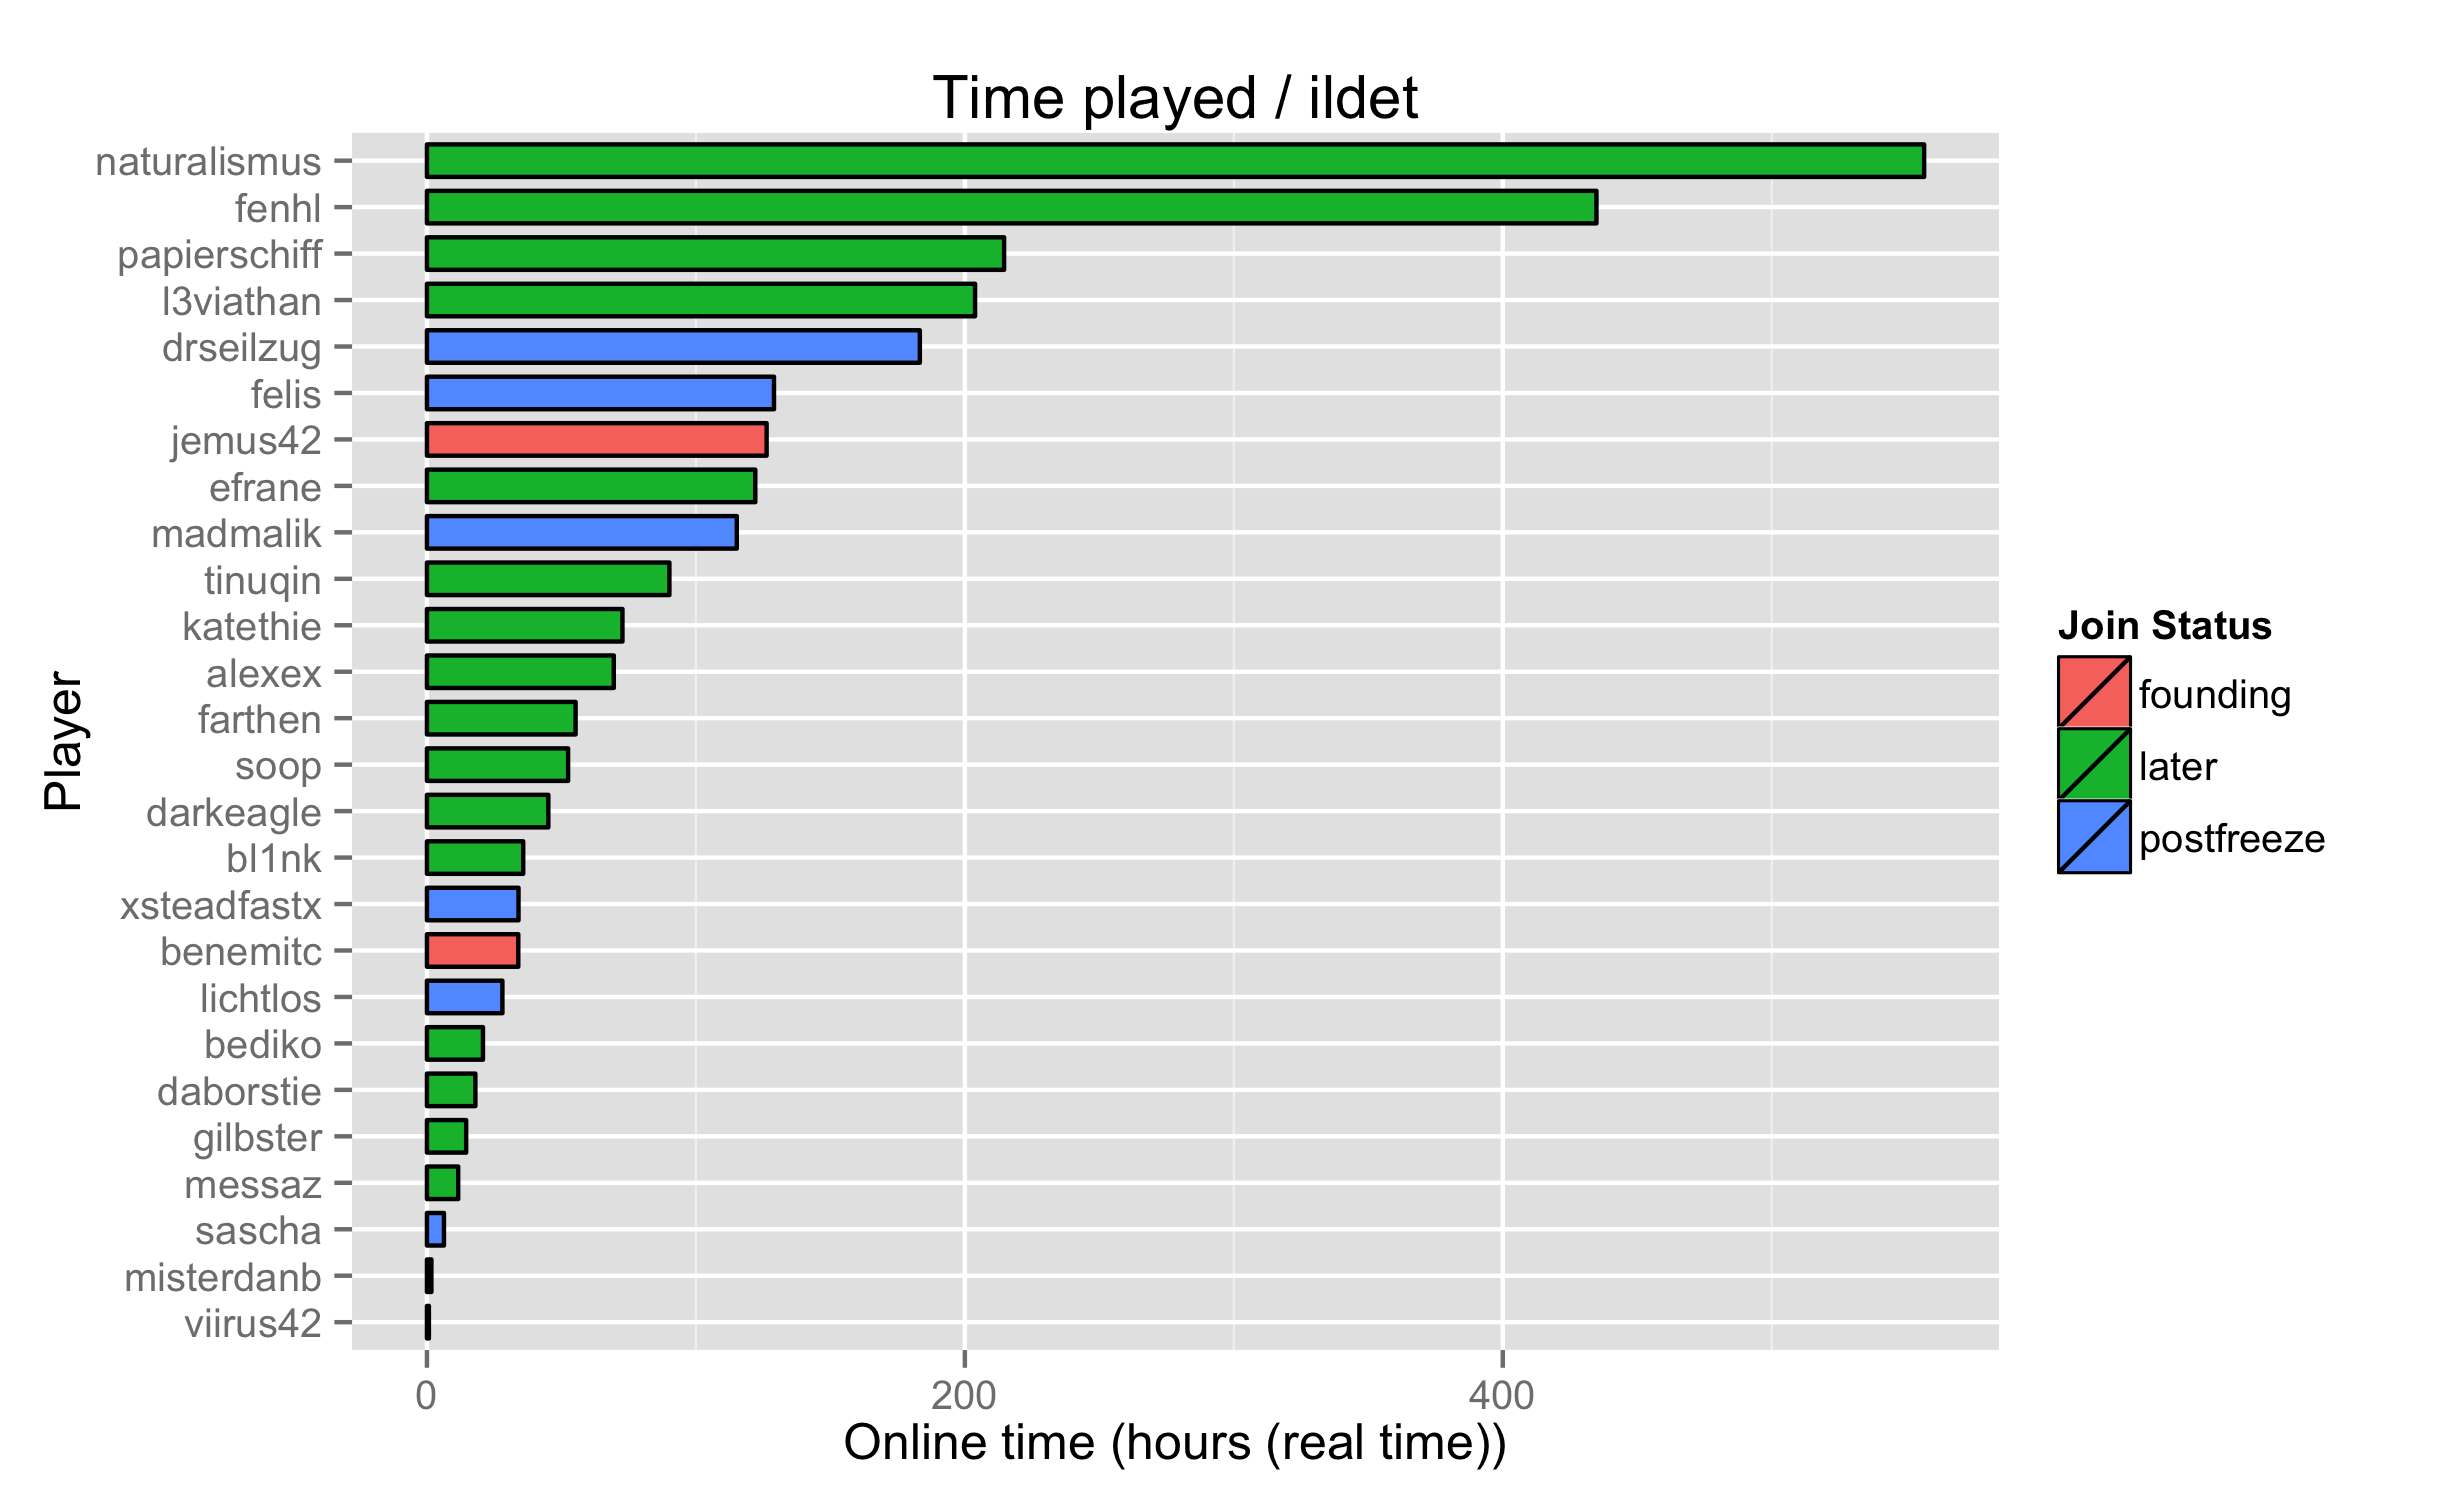 Time played / ildet
naturalismus
fenhl
papierschiff
l3viathan
drseilzug
felis
jemus42
efrane
madmalik
tinuqin
katethie
alexex
farthen
soop
darkeagle
bl1nk
xsteadfastx
benemitc
lichtlos
bediko
daborstie
gilbster
messaz
sascha
misterdanb
viirus42
Player
0 200 400
Online time (hours (real time))
Join Status
founding
later
postfreeze